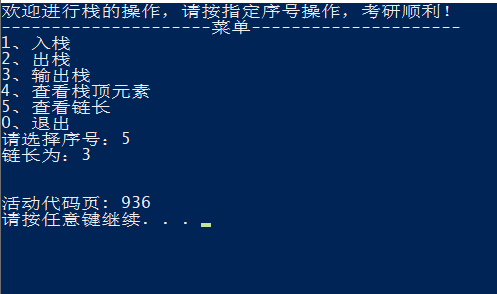 欢迎进行栈的操作，请按指定序号操作，考研顺利！
---------------------菜单---------------------
1、入栈
2、出栈
3、输出栈
4、查看栈顶元素
5、查看链长
0、退出
请选择序号：5
链长为：3
活动代码页: 936
请按任意键继续. . .